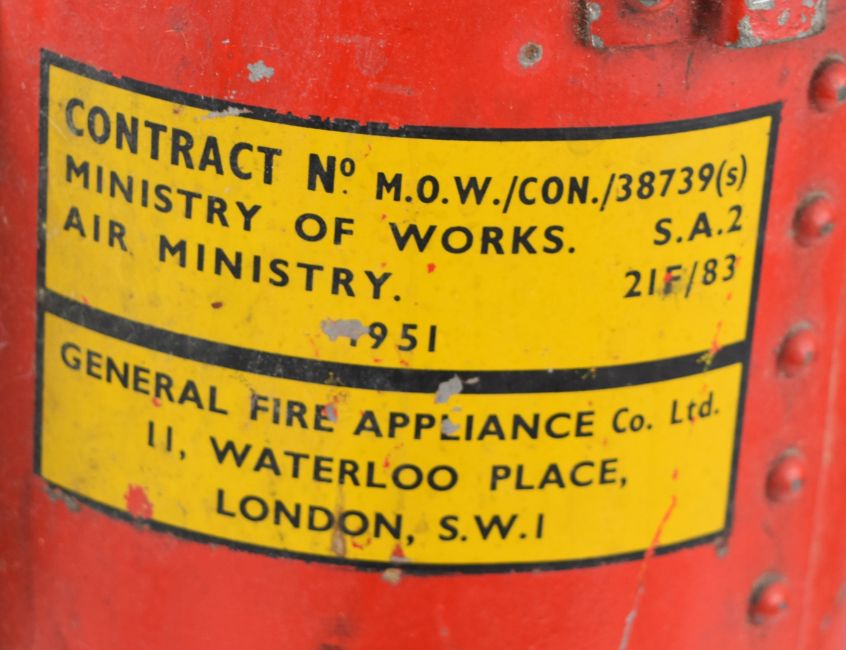 CONTRACT Nº. M.O.W./CON./38739(s)
MINISTRY OF WORKS. S.A.2
AIR MINISTRY. 21F/83
1951
GENERAL FIRE APPLIANCE Co. Ltd.
11, WATERLOO PLACE,
LONDON, S.W.1